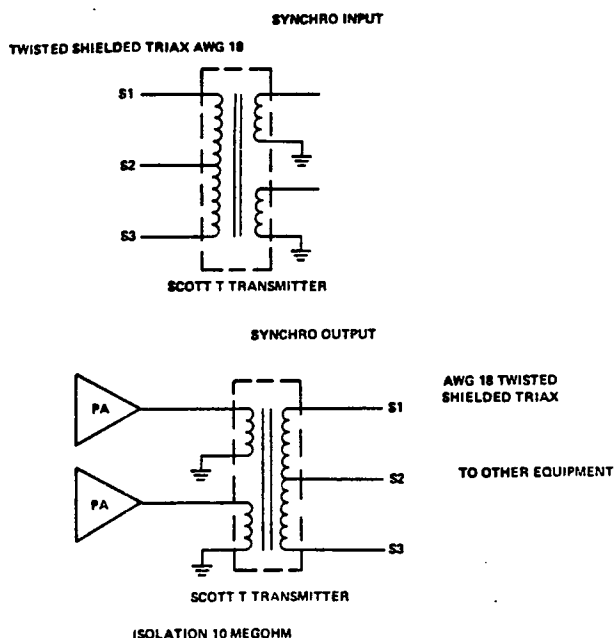 SYNCHRO INPUT
TWISTED SHIELDED TRIAX AWG 18
S1
S2
S3
SCOTT T TRANSMITTER
SYNCHRO OUTPUT
AWG 18 TWISTED
SHIELDED TRIAX
PA
S1
S2
TO OTHER EQUIPMENT
PA
S3
SCOTT T TRANSMITTER
ISOLATION 10 MEGOHM